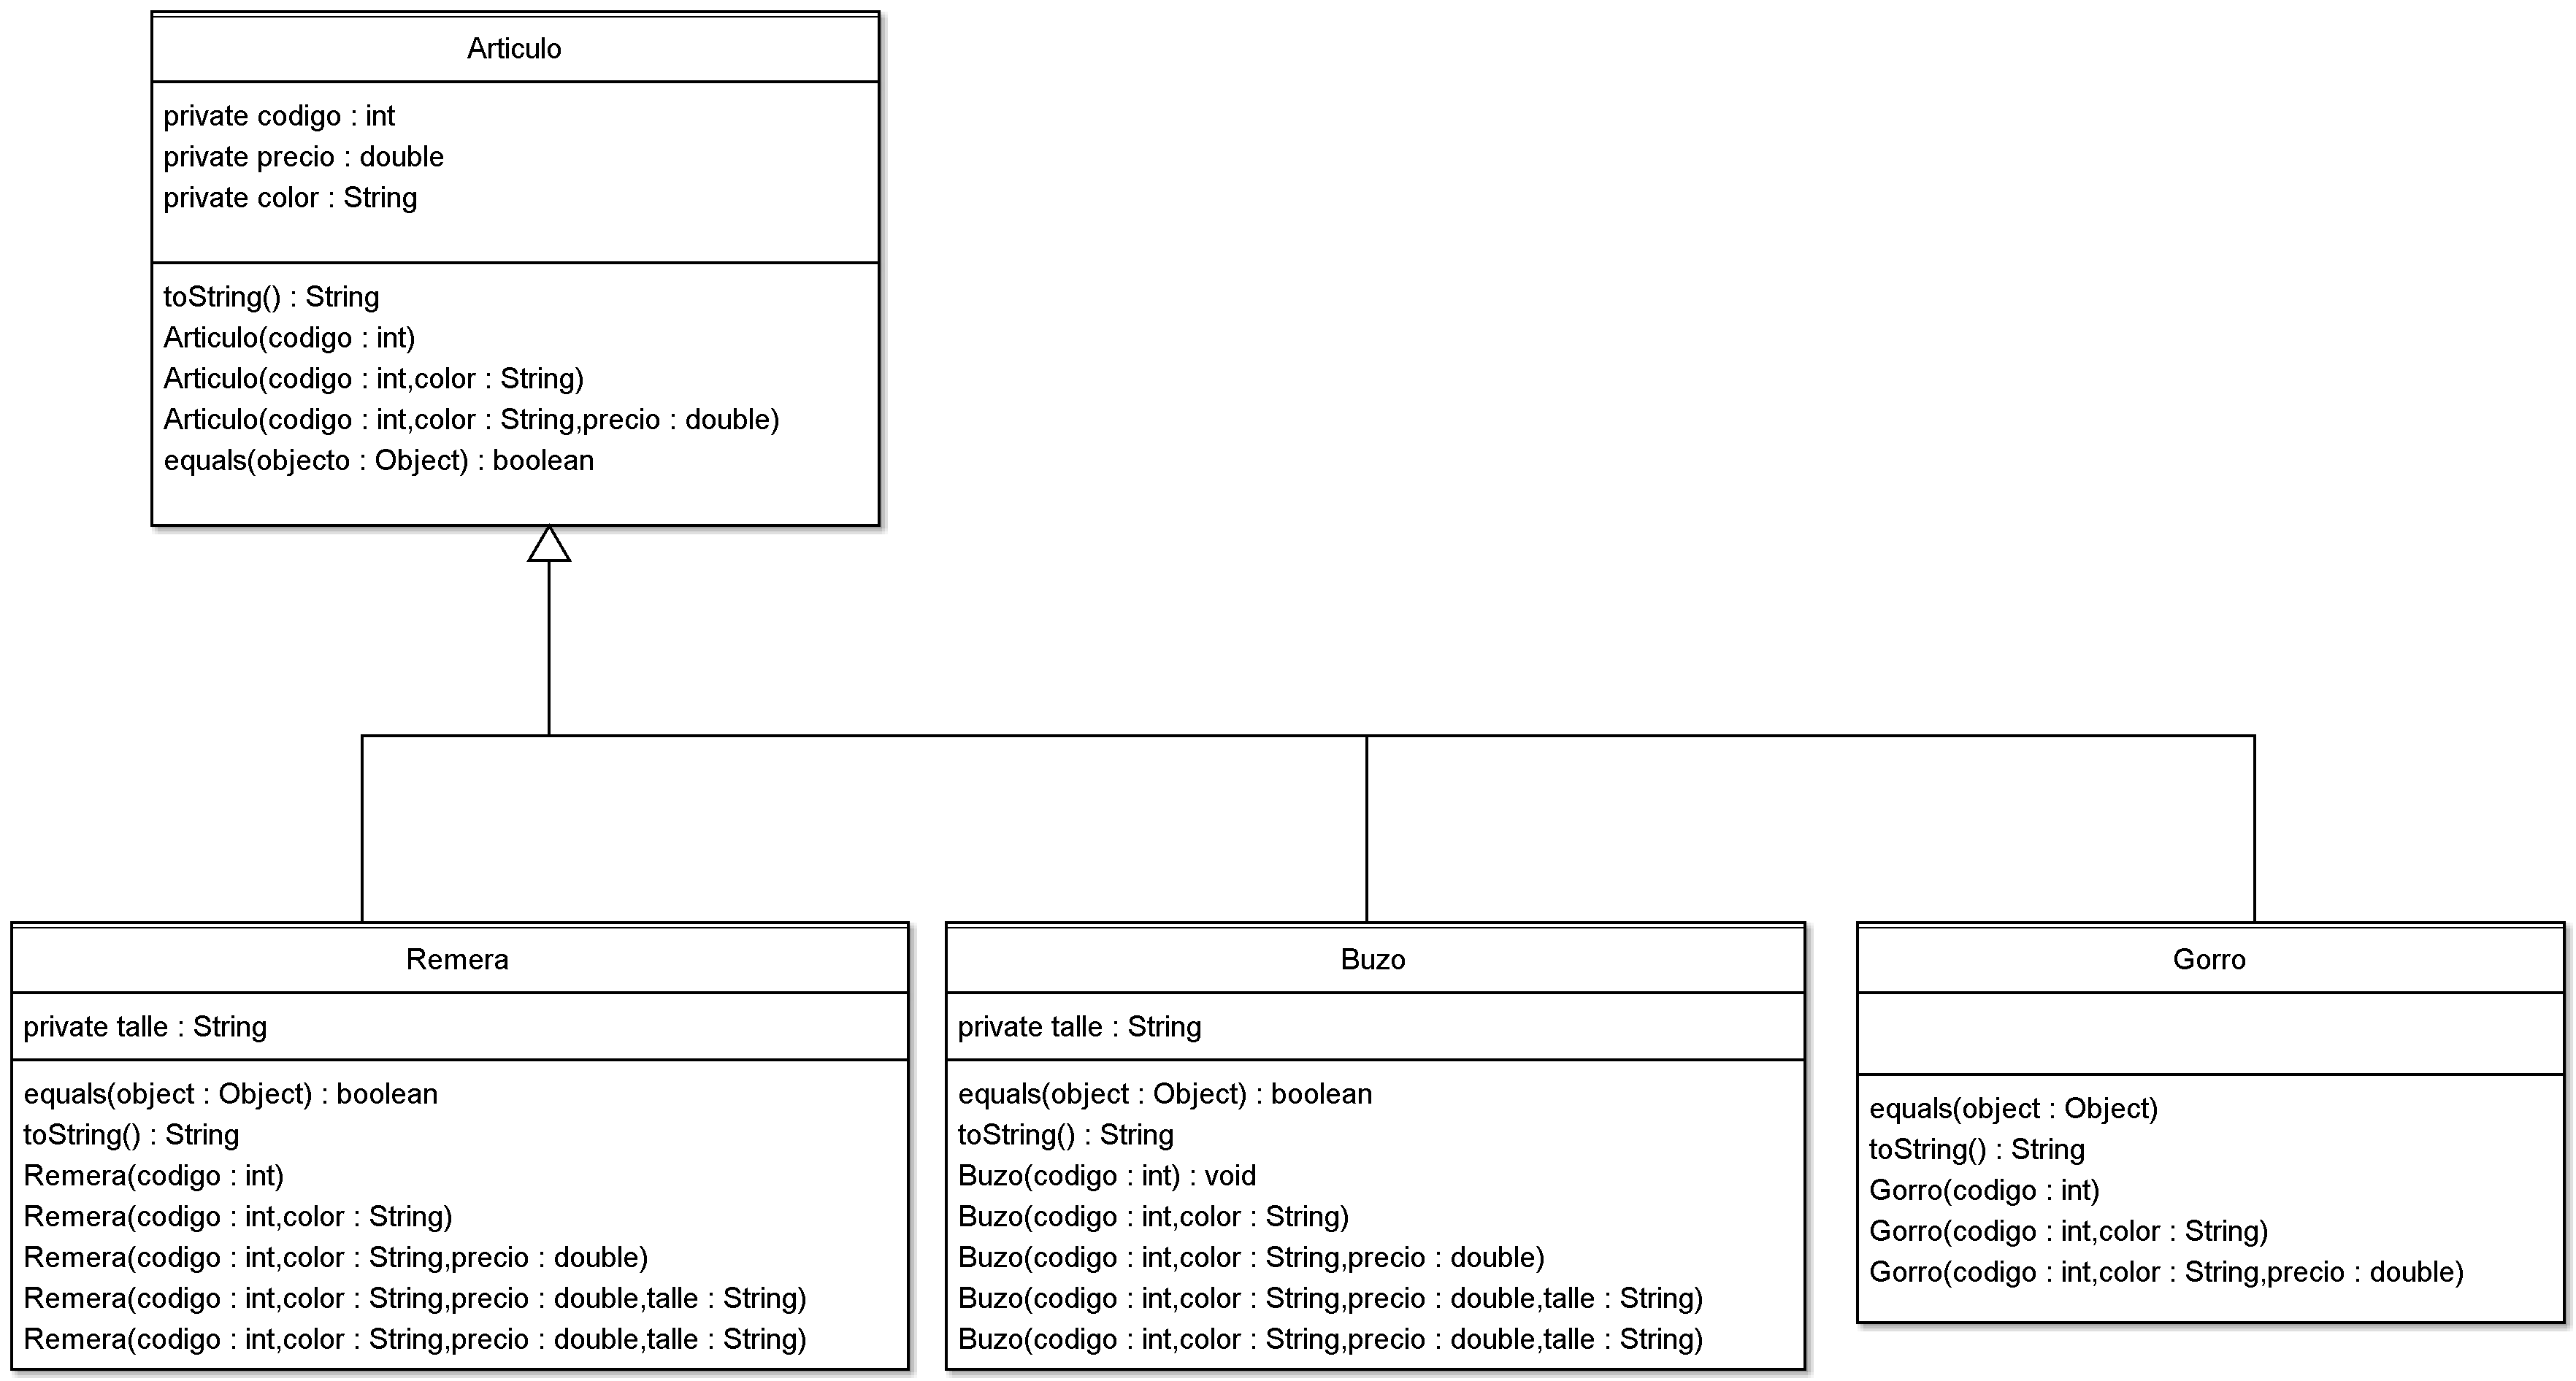 Articulo
private codigo : int
private precio : double
private color : String
toString() : String
Articulo(codigo : int)
Articulo(codigo : int,color : String)
Articulo(codigo : int,color : String,precio : double)
equals(objecto : Object) : boolean
Remera
private talle : String
equals(object : Object) : boolean
toString() : String
Remera(codigo : int)
Remera(codigo : int,color : String)
Remera(codigo : int,color : String,precio : double)
Remera(codigo : int,color : String,precio : double,talle : String)
Remera(codigo : int,color : String,precio : double,talle : String)
Buzo
private talle : String
equals(object : Object) : boolean
toString() : String
Buzo(codigo : int) : void
Buzo(codigo : int,color : String)
Buzo(codigo : int,color : String,precio : double)
Buzo(codigo : int,color : String,precio : double,talle : String)
Buzo(codigo : int,color : String,precio : double,talle : String)
Gorro
equals(object : Object)
toString() : String
Gorro(codigo : int)
Gorro(codigo : int,color : String)
Gorro(codigo : int,color : String,precio : double)